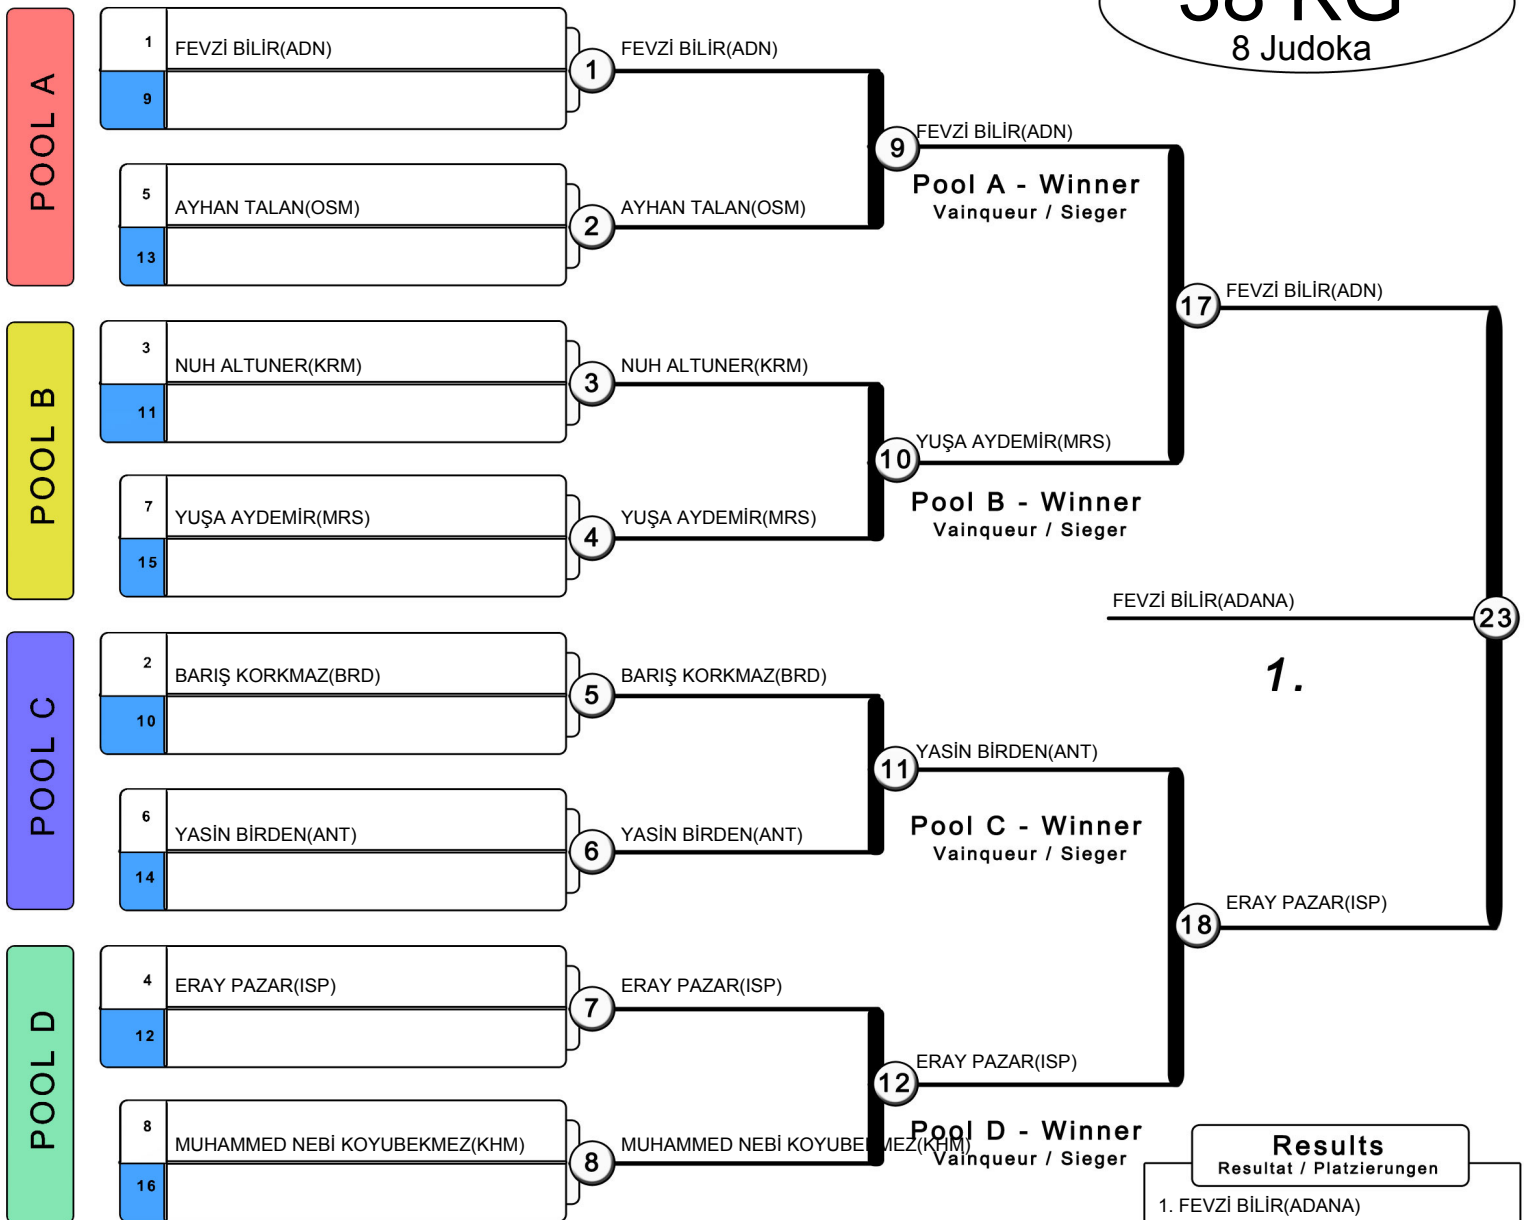 38 KG
8 Judoka
POOL A
1 FEVZİ BİLİR(ADN)
9
1 FEVZİ BİLİR(ADN)
5 AYHAN TALAN(OSM)
13
2 AYHAN TALAN(OSM)
9 FEVZİ BİLİR(ADN)
Pool A - Winner
Vainqueur / Sieger
POOL B
3 NUH ALTUNER(KRM)
11
3 NUH ALTUNER(KRM)
7 YUŞA AYDEMİR(MRS)
15
4 YUŞA AYDEMİR(MRS)
10 YUŞA AYDEMİR(MRS)
Pool B - Winner
Vainqueur / Sieger
17 FEVZİ BİLİR(ADN)
FEVZİ BİLİR(ADANA)
23
1.
POOL C
2 BARIŞ KORKMAZ(BRD)
10
5 BARIŞ KORKMAZ(BRD)
6 YASİN BİRDEN(ANT)
14
6 YASİN BİRDEN(ANT)
11 YASİN BİRDEN(ANT)
Pool C - Winner
Vainqueur / Sieger
18 ERAY PAZAR(ISP)
POOL D
4 ERAY PAZAR(ISP)
12
7 ERAY PAZAR(ISP)
8 MUHAMMED NEBİ KOYUBEKMEZ(KHM)
16
8 MUHAMMED NEBİ KOYUBEKMEZ(KHM)
12 ERAY PAZAR(ISP)
Pool D - Winner
Vainqueur / Sieger
Results
Resultat / Platzierungen
1. FEVZİ BİLİR(ADANA)